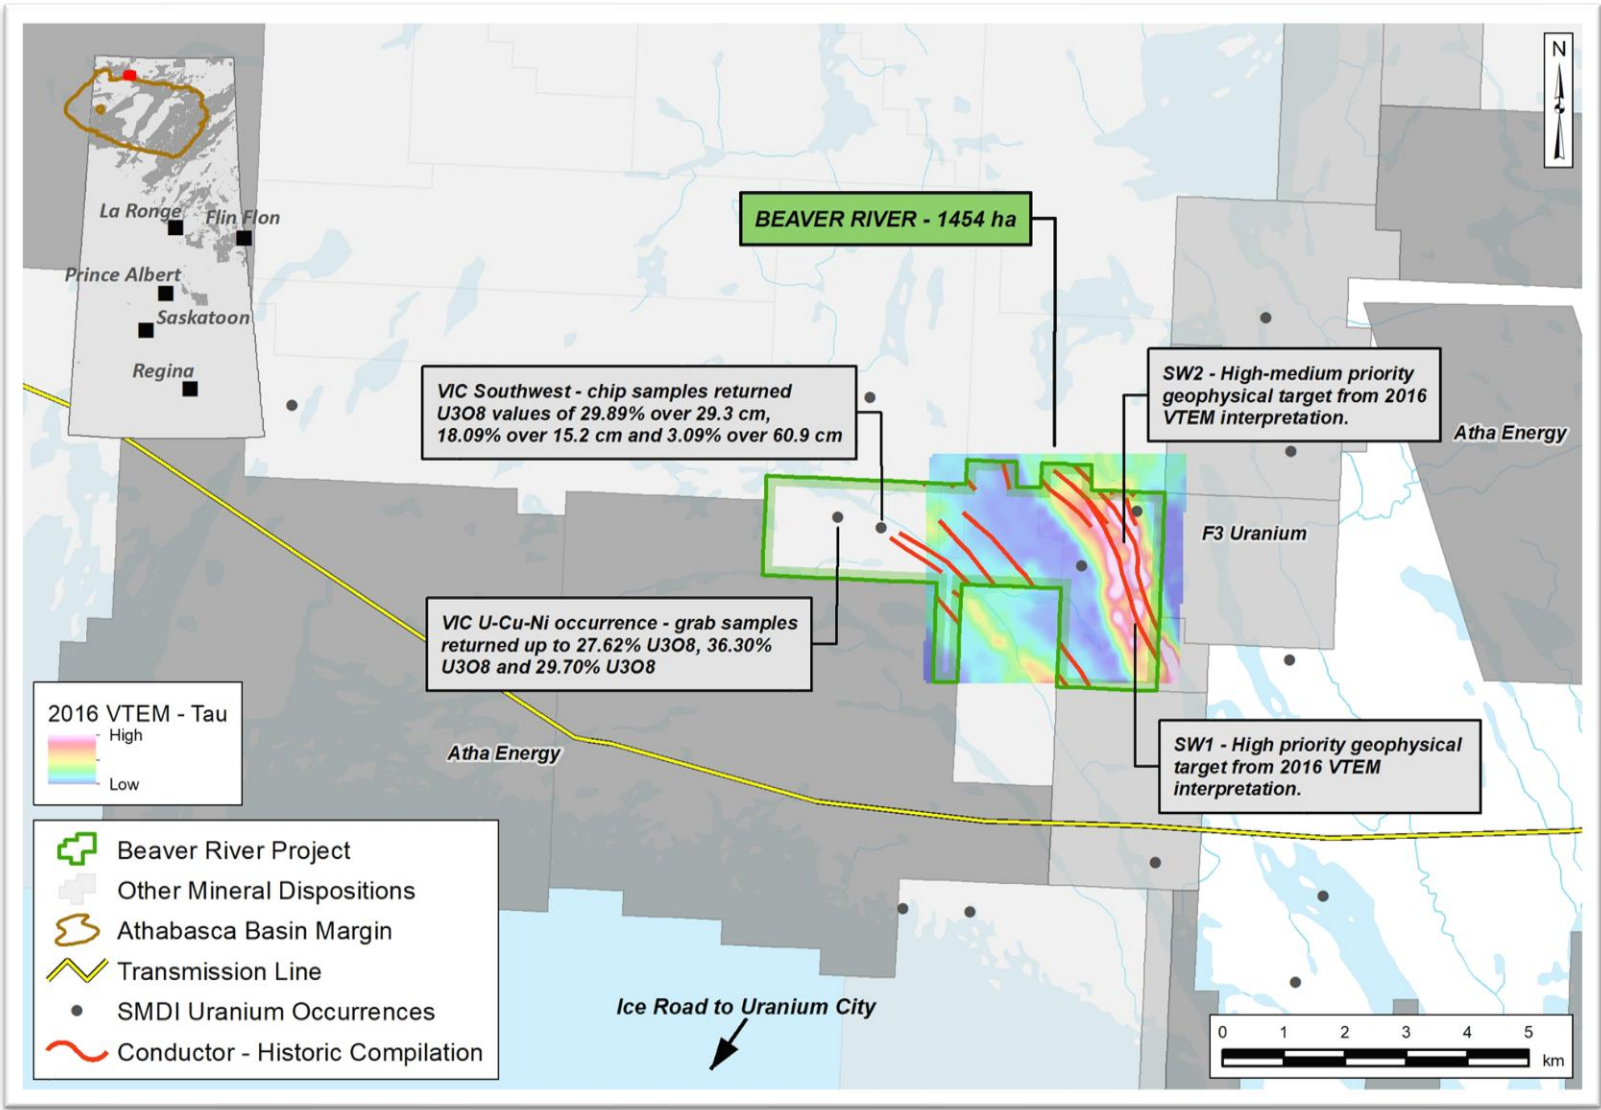 N
La Ronge
Flin Flon
Prince Albert
Saskatoon
Regina
BEAVER RIVER - 1454 ha
VIC Southwest - chip samples returned
U3O8 values of 29.89% over 29.3 cm,
18.09% over 15.2 cm and 3.09% over 60.9 cm
SW2 - High-medium priority
geophysical target from 2016
VTEM interpretation.
Atha Energy
F3 Uranium
VIC U-Cu-Ni occurrence - grab samples
returned up to 27.62% U3O8, 36.30%
U3O8 and 29.70% U3O8
SW1 - High priority geophysical
target from 2016 VTEM
interpretation.
Atha Energy
2016 VTEM - Tau
High
Low
Beaver River Project
Other Mineral Dispositions
Athabasca Basin Margin
Transmission Line
SMDI Uranium Occurrences
Conductor - Historic Compilation
Ice Road to Uranium City
0 1 2 3 4 5
km